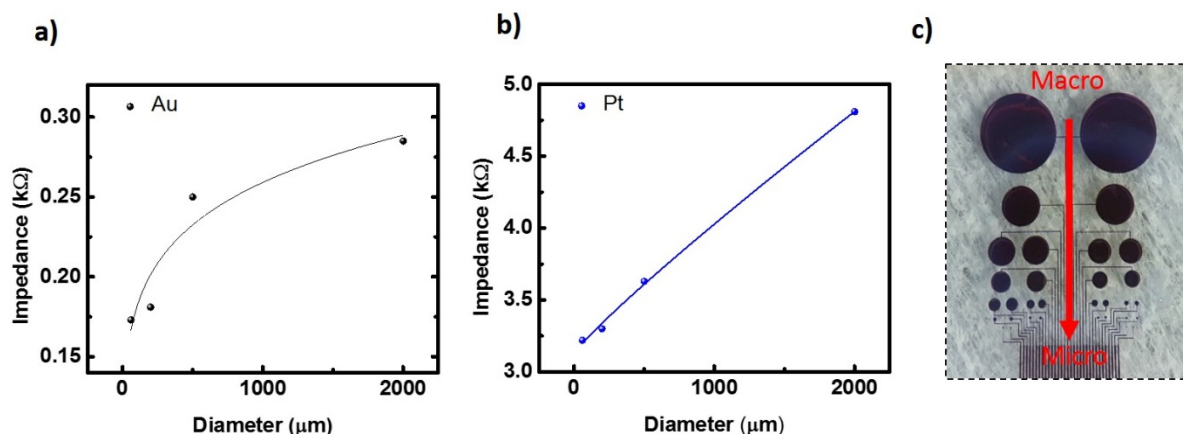 a)
Au
0.30
0.25
0.20
0.15
Impedance (kΩ)
0
1000
2000
Diameter (μm)
b)
Pt
5.0
4.5
4.0
3.5
3.0
Impedance (kΩ)
0
1000
2000
Diameter (μm)
c)
Macro
Micro